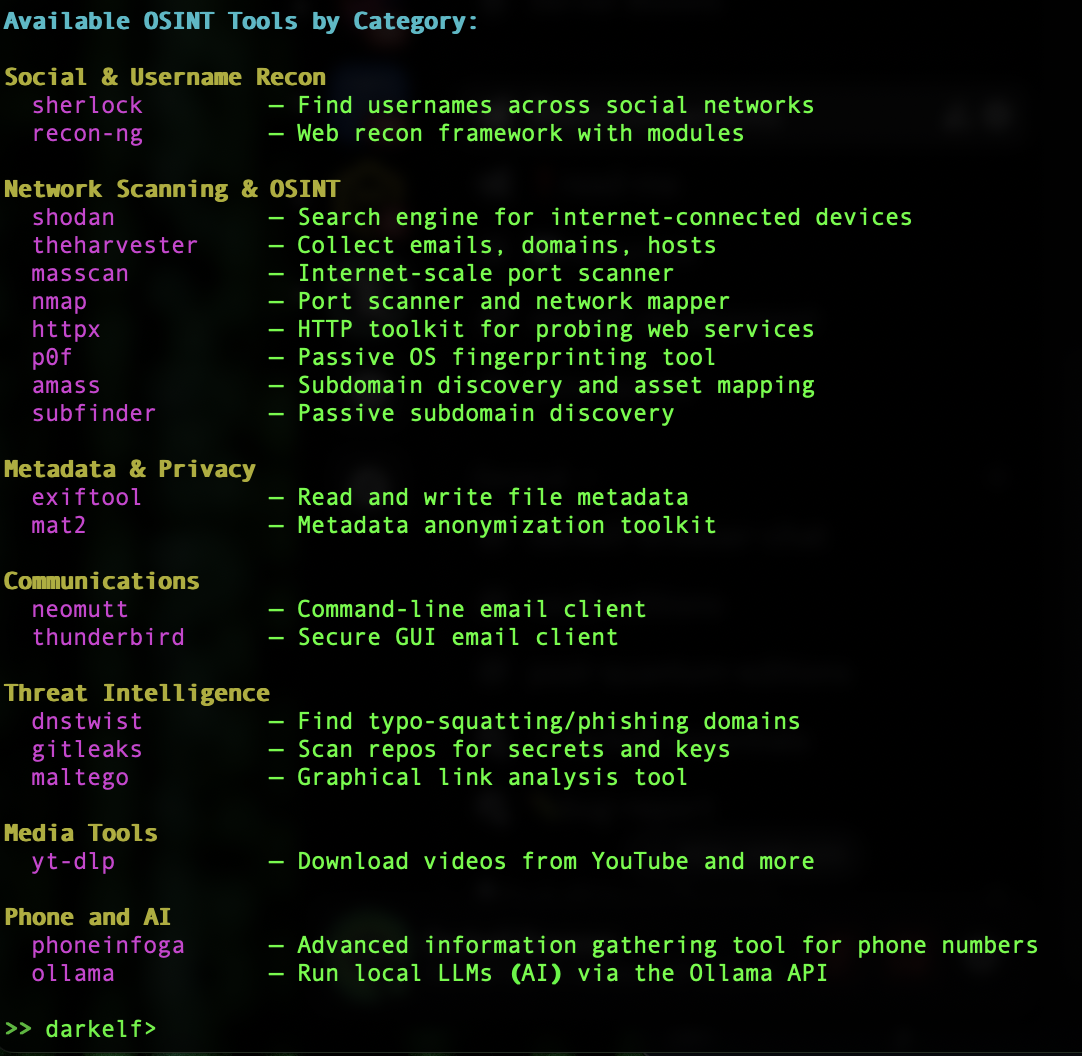 Available OSINT Tools by Category:
Social & Username Recon
sherlock — Find usernames across social networks
recon-ng — Web recon framework with modules
Network Scanning & OSINT
shodan — Search engine for internet-connected devices
theharvester — Collect emails, domains, hosts
masscan — Internet-scale port scanner
nmap — Port scanner and network mapper
httpx — HTTP toolkit for probing web services
p0f — Passive OS fingerprinting tool
amass — Subdomain discovery and asset mapping
subfinder — Passive subdomain discovery
Metadata & Privacy
exiftool — Read and write file metadata
mat2 — Metadata anonymization toolkit
Communications
neomutt — Command-line email client
thunderbird — Secure GUI email client
Threat Intelligence
dnstwist — Find typo-squatting/phishing domains
gitleaks — Scan repos for secrets and keys
maltego — Graphical link analysis tool
Media Tools
yt-dlp — Download videos from YouTube and more
Phone and AI
phoneinfoga — Advanced information gathering tool for phone numbers
ollama — Run local LLMs (AI) via the Ollama API
>> darkelf>